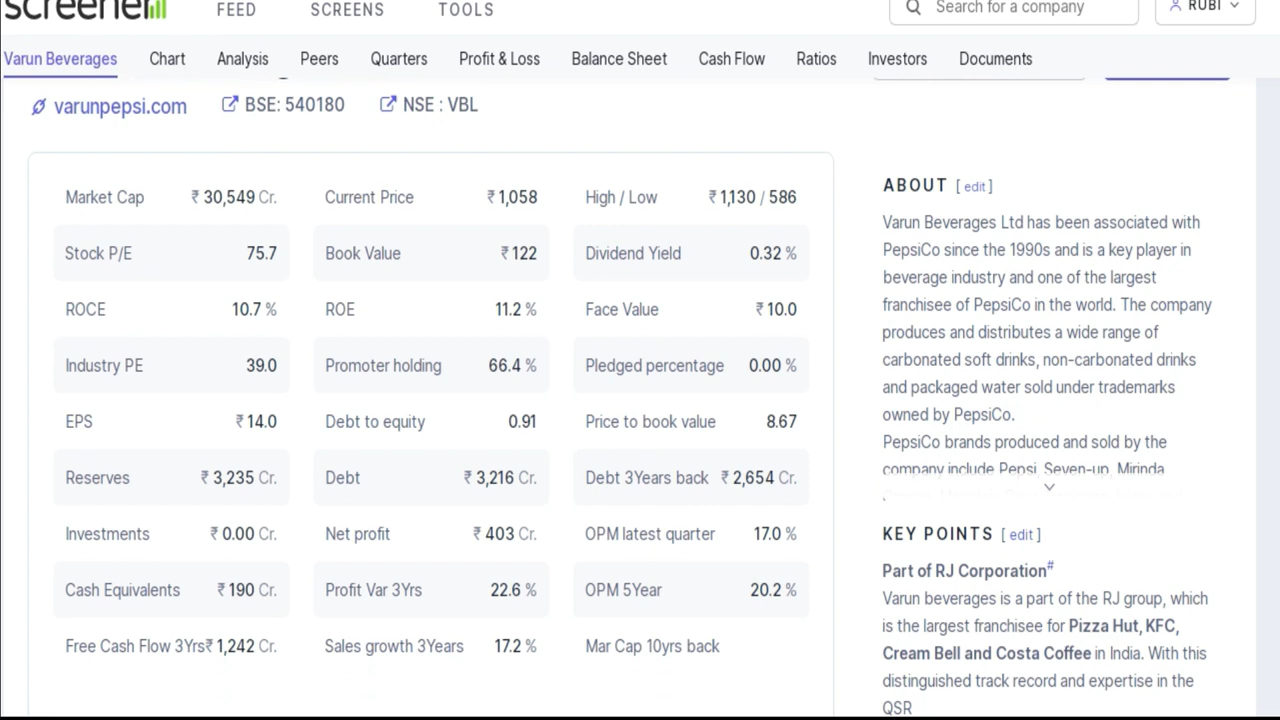 screener
FEED SCREENS TOOLS
Search for a company
RUBI
Varun Beverages Chart Analysis Peers Quarters Profit & Loss Balance Sheet Cash Flow Ratios Investors Documents
varunpepsi.com BSE: 540180 NSE : VBL
Market Cap ₹ 30,549 Cr. Current Price ₹ 1,058 High / Low ₹ 1,130 / 586
Stock P/E 75.7 Book Value ₹ 122 Dividend Yield 0.32 %
ROCE 10.7 % ROE 11.2 % Face Value ₹ 10.0
Industry PE 39.0 Promoter holding 66.4 % Pledged percentage 0.00 %
EPS ₹ 14.0 Debt to equity 0.91 Price to book value 8.67
Reserves ₹ 3,235 Cr. Debt ₹ 3,216 Cr. Debt 3Years back ₹ 2,654 Cr.
Investments ₹ 0.00 Cr. Net profit ₹ 403 Cr. OPM latest quarter 17.0 %
Cash Equivalents ₹ 190 Cr. Profit Var 3Yrs 22.6 % OPM 5Year 20.2 %
Free Cash Flow 3Yrs ₹ 1,242 Cr. Sales growth 3Years 17.2 % Mar Cap 10yrs back
ABOUT [ edit ]
Varun Beverages Ltd has been associated with
PepsiCo since the 1990s and is a key player in
beverage industry and one of the largest
franchisee of PepsiCo in the world. The company
produces and distributes a wide range of
carbonated soft drinks, non-carbonated drinks
and packaged water sold under trademarks
owned by PepsiCo.
PepsiCo brands produced and sold by the
company include Pepsi, Seven-up, Mirinda
KEY POINTS [ edit ]
Part of RJ Corporation#
Varun beverages is a part of the RJ group, which
is the largest franchisee for Pizza Hut, KFC,
Cream Bell and Costa Coffee in India. With this
distinguished track record and expertise in the
QSR